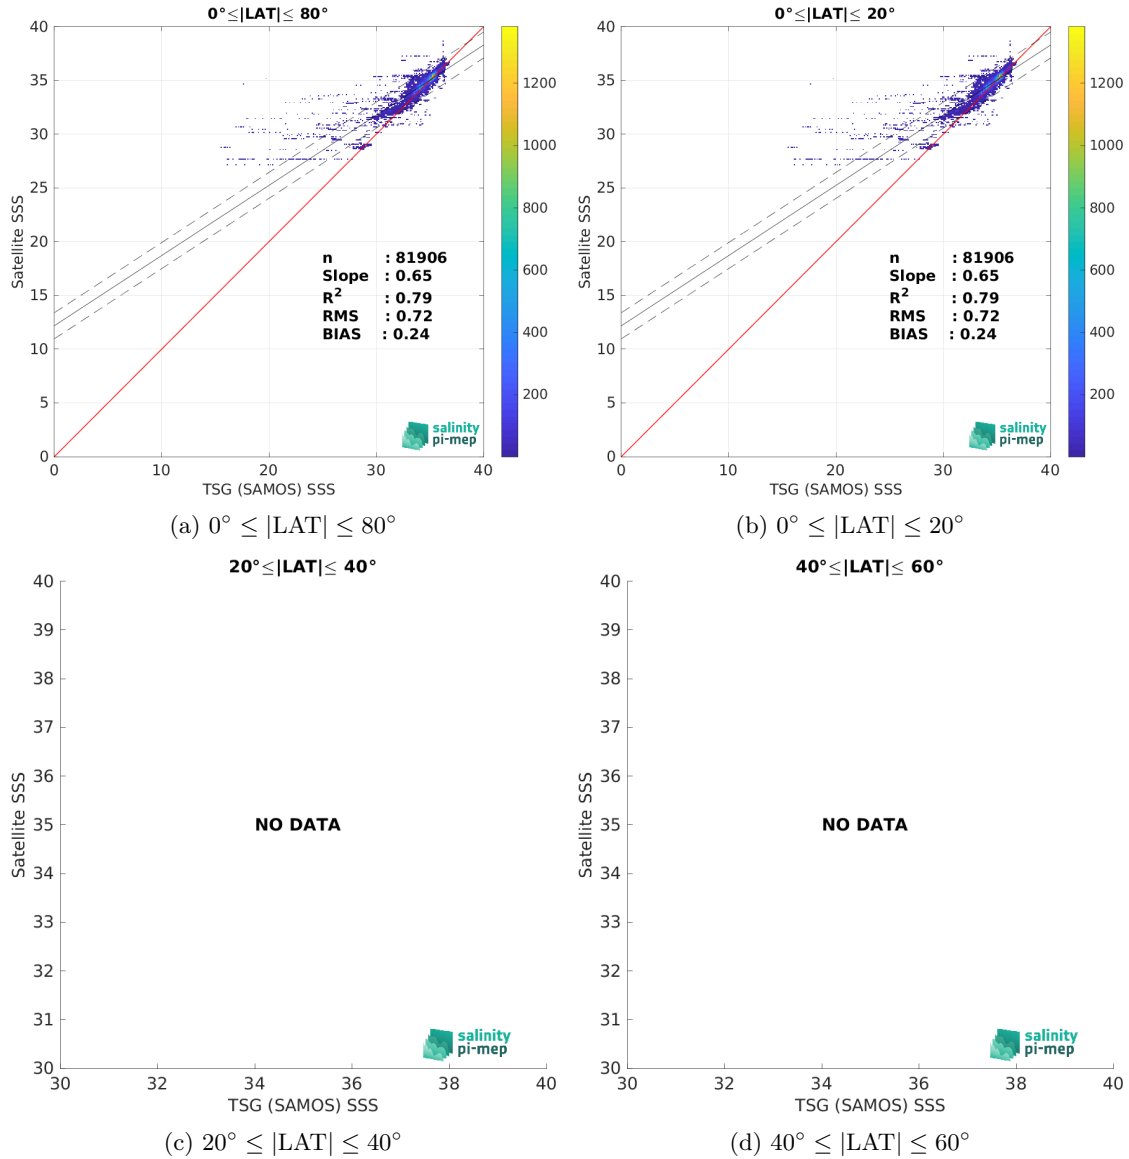 0°≤|LAT|≤ 80°
40
35
30
25
20
15
10
5
0
Satellite SSS
0
10
20
30
40
TSG (SAMOS) SSS
1200
1000
800
600
400
200
n : 81906
Slope : 0.65
R² : 0.79
RMS : 0.72
BIAS : 0.24
salinity
pi-mep
(a) 0° ≤ |LAT| ≤ 80°
0°≤|LAT|≤ 20°
40
35
30
25
20
15
10
5
0
Satellite SSS
0
10
20
30
40
TSG (SAMOS) SSS
1200
1000
800
600
400
200
n : 81906
Slope : 0.65
R² : 0.79
RMS : 0.72
BIAS : 0.24
salinity
pi-mep
(b) 0° ≤ |LAT| ≤ 20°
20°≤|LAT|≤ 40°
40
39
38
37
36
35
34
33
32
31
30
Satellite SSS
NO DATA
salinity
pi-mep
30
32
34
36
38
40
TSG (SAMOS) SSS
(c) 20° ≤ |LAT| ≤ 40°
40°≤|LAT|≤ 60°
40
39
38
37
36
35
34
33
32
31
30
Satellite SSS
NO DATA
salinity
pi-mep
30
32
34
36
38
40
TSG (SAMOS) SSS
(d) 40° ≤ |LAT| ≤ 60°